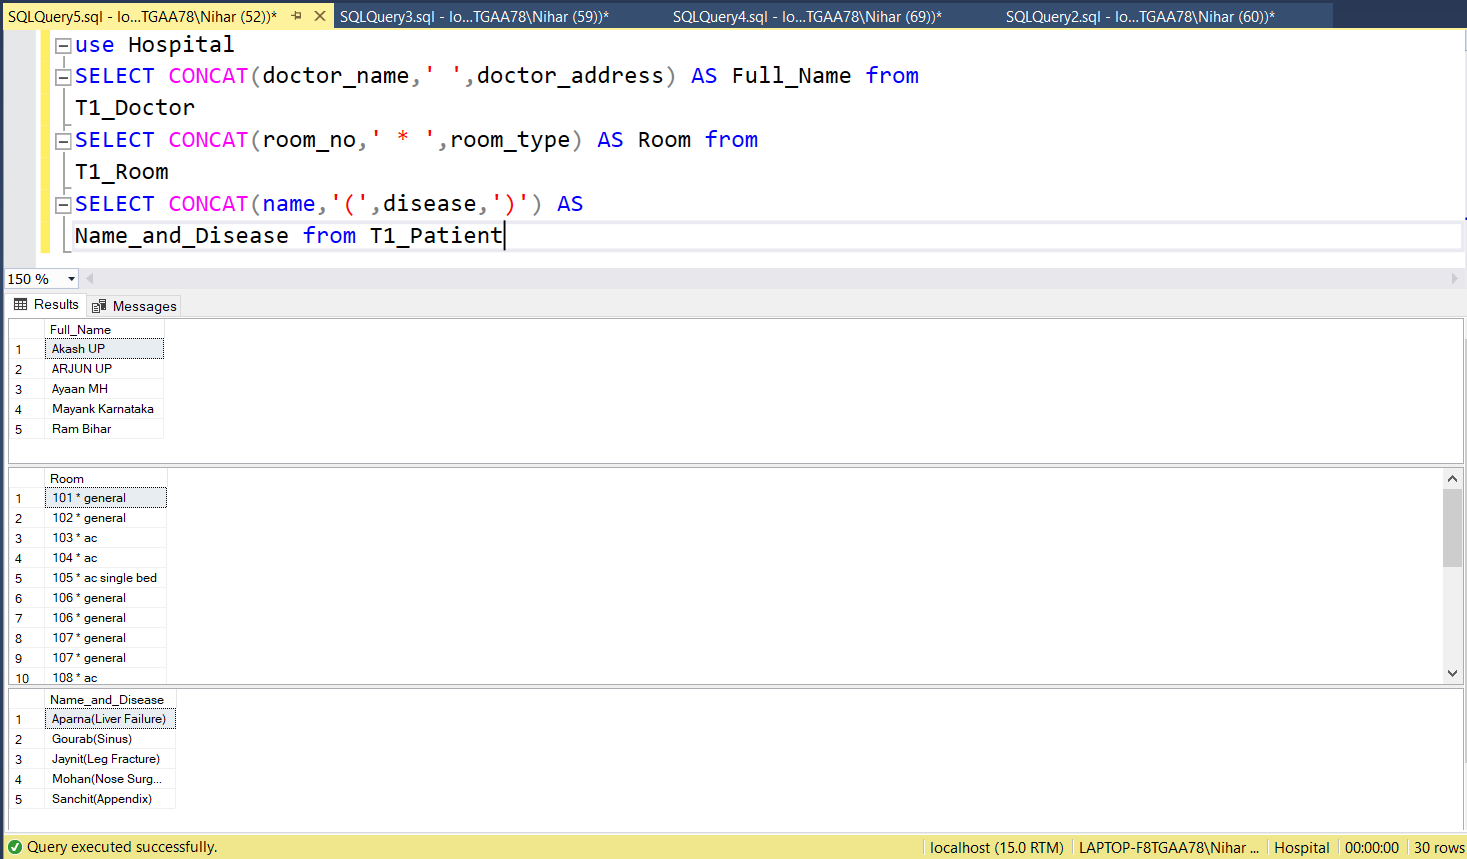 SQLQuery5.sql - lo...TGAA78\Nihar (52))* SQLQuery3.sql - lo...TGAA78\Nihar (59))* SQLQuery4.sql - lo...TGAA78\Nihar (69))* SQLQuery2.sql - lo...TGAA78\Nihar (60))*
use Hospital
SELECT CONCAT(doctor_name,' ',doctor_address) AS Full_Name from
T1_Doctor
SELECT CONCAT(room_no,' * ',room_type) AS Room from
T1_Room
SELECT CONCAT(name,'(',disease,')') AS
Name_and_Disease from T1_Patient
150 %
Results Messages
Full_Name
1 Akash UP
2 ARJUN UP
3 Ayaan MH
4 Mayank Karnataka
5 Ram Bihar
Room
1 101 * general
2 102 * general
3 103 * ac
4 104 * ac
5 105 * ac single bed
6 106 * general
7 106 * general
8 107 * general
9 107 * general
10 108 * ac
Name_and_Disease
1 Aparna(Liver Failure)
2 Gourab(Sinus)
3 Jaynit(Leg Fracture)
4 Mohan(Nose Surg...
5 Sanchit(Appendix)
Query executed successfully. localhost (15.0 RTM) LAPTOP-F8TGAA78\Nihar ... Hospital 00:00:00 30 rows